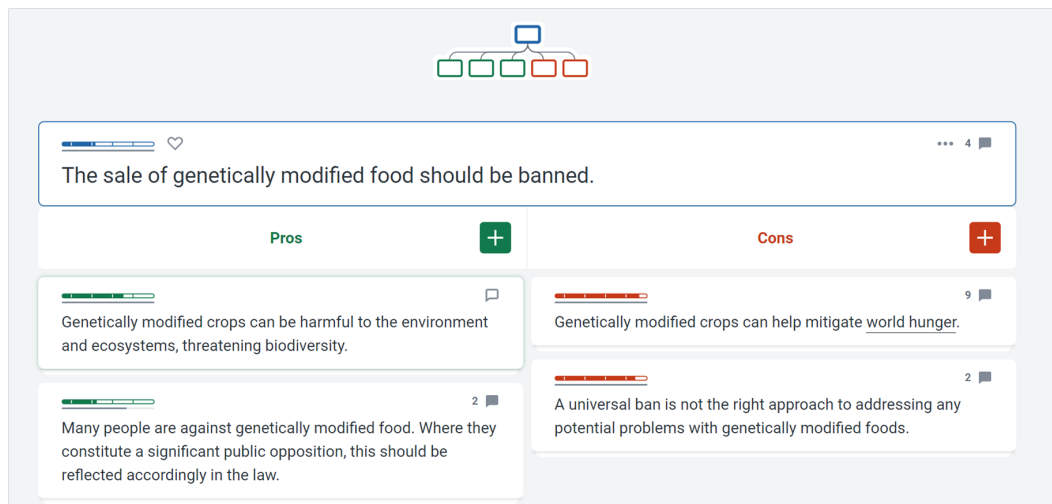 4
The sale of genetically modified food should be banned.
Pros
Cons
Genetically modified crops can be harmful to the environment
and ecosystems, threatening biodiversity.
2
Many people are against genetically modified food. Where they
constitute a significant public opposition, this should be
reflected accordingly in the law.
9
Genetically modified crops can help mitigate world hunger.
2
A universal ban is not the right approach to addressing any
potential problems with genetically modified foods.